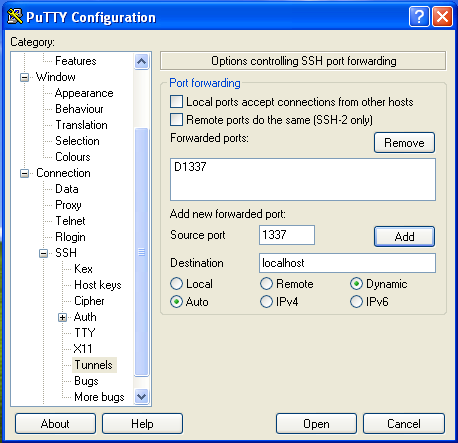 PuTTY Configuration
Category:
Features
Window
Appearance
Behaviour
Translation
Selection
Colours
Connection
Data
Proxy
Telnet
Rlogin
SSH
Kex
Host keys
Cipher
Auth
TTY
X11
Tunnels
Bugs
More bugs
Options controlling SSH port forwarding
Port forwarding
Local ports accept connections from other hosts
Remote ports do the same (SSH-2 only)
Forwarded ports:
Remove
D1337
Add new forwarded port:
Source port
1337
Add
Destination
localhost
Local
Remote
Dynamic
Auto
IPv4
IPv6
About
Help
Open
Cancel